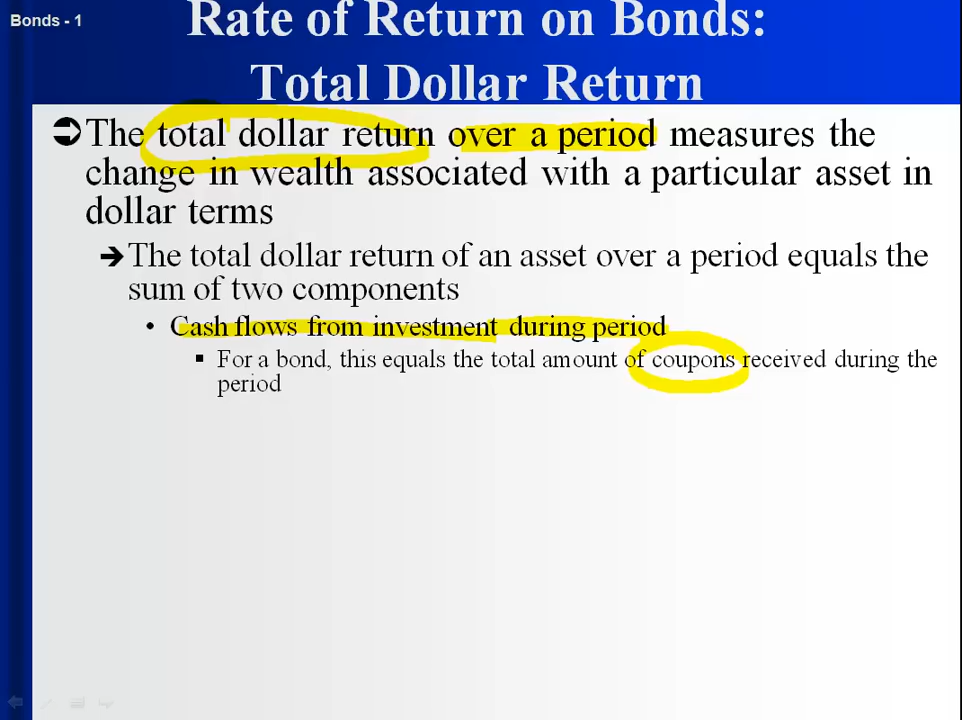 Bonds - 1
Rate of Return on Bonds:
Total Dollar Return
The total dollar return over a period measures the
change in wealth associated with a particular asset in
dollar terms
The total dollar return of an asset over a period equals the
sum of two components
• Cash flows from investment during period
▪ For a bond, this equals the total amount of coupons received during the
period